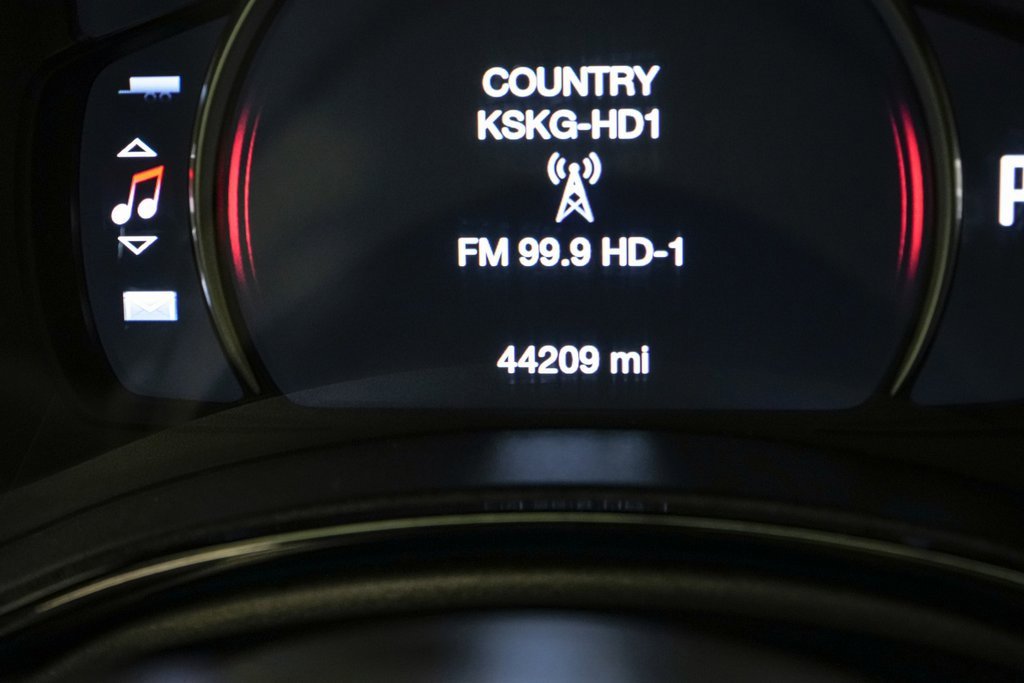 COUNTRY
KSKG-HD1
FM 99.9 HD-1
44209 mi